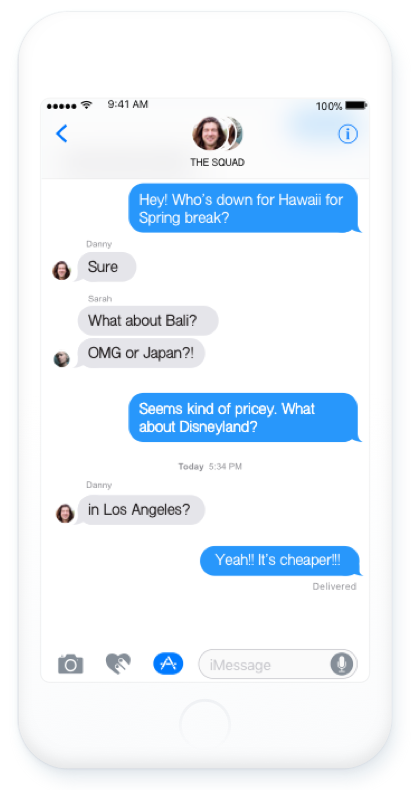 9:41 AM
100%
THE SQUAD
Hey! Who's down for Hawaii for
Spring break?
Danny
Sure
Sarah
What about Bali?
OMG or Japan?!
Seems kind of pricey. What
about Disneyland?
Today 5:34 PM
Danny
in Los Angeles?
Yeah!! It's cheaper!!!
Delivered
iMessage